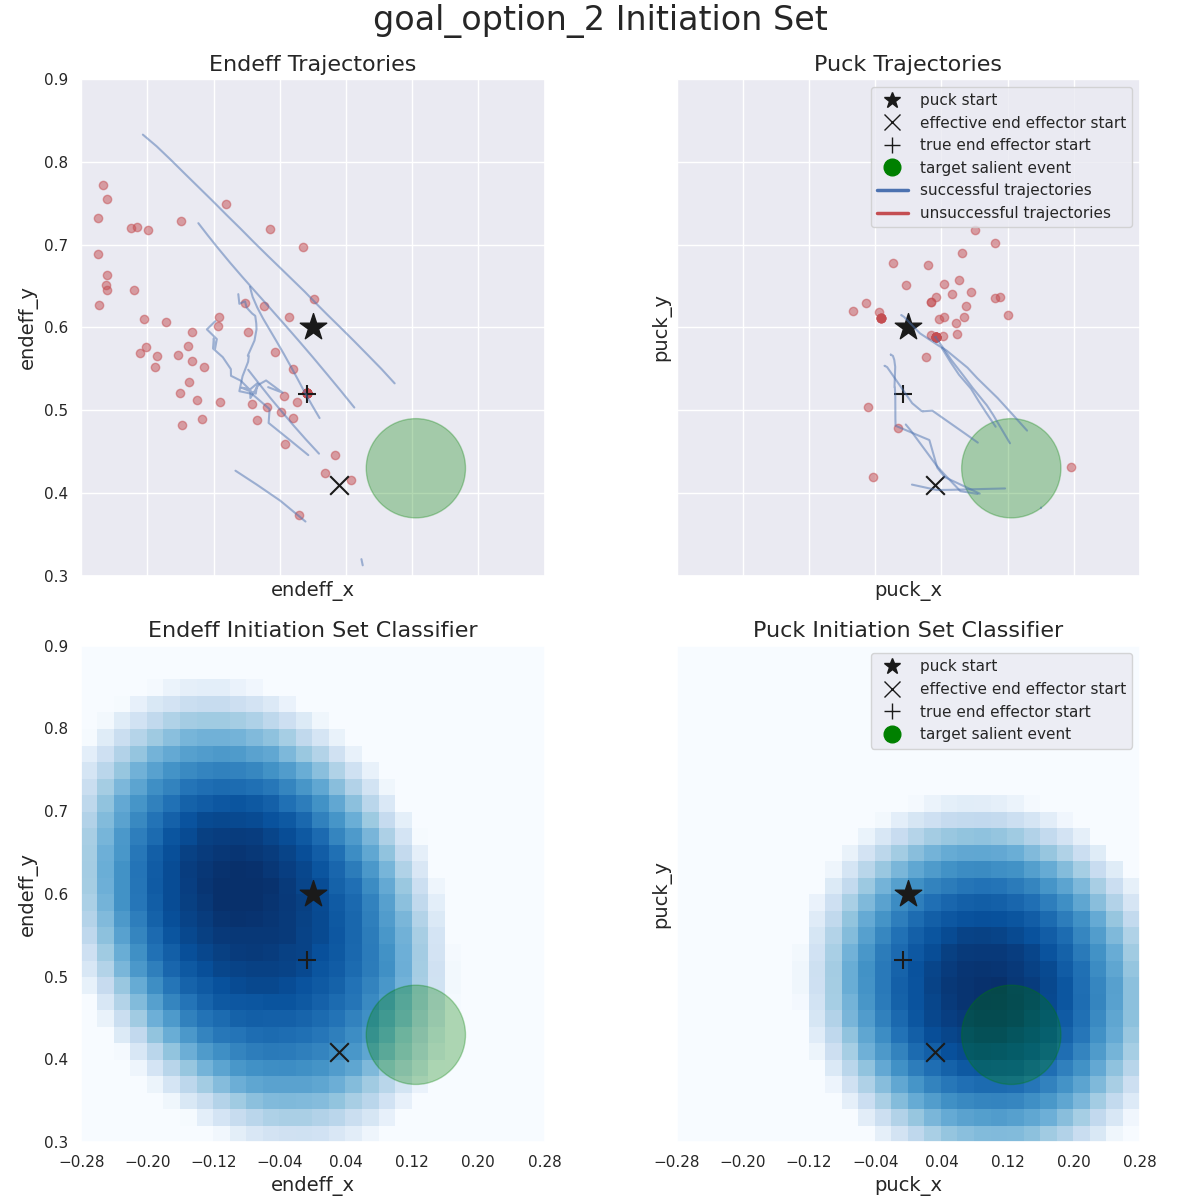 goal_option_2 Initiation Set
Endeff Trajectories
endeff_y
0.9
0.8
0.7
0.6
0.5
0.4
0.3
endeff_x
Puck Trajectories
puck_y
puck start
effective end effector start
true end effector start
target salient event
successful trajectories
unsuccessful trajectories
puck_x
Endeff Initiation Set Classifier
endeff_y
0.9
0.8
0.7
0.6
0.5
0.4
0.3
−0.28 −0.20 −0.12 −0.04 0.04 0.12 0.20 0.28
endeff_x
Puck Initiation Set Classifier
puck_y
puck start
effective end effector start
true end effector start
target salient event
−0.28 −0.20 −0.12 −0.04 0.04 0.12 0.20 0.28
puck_x